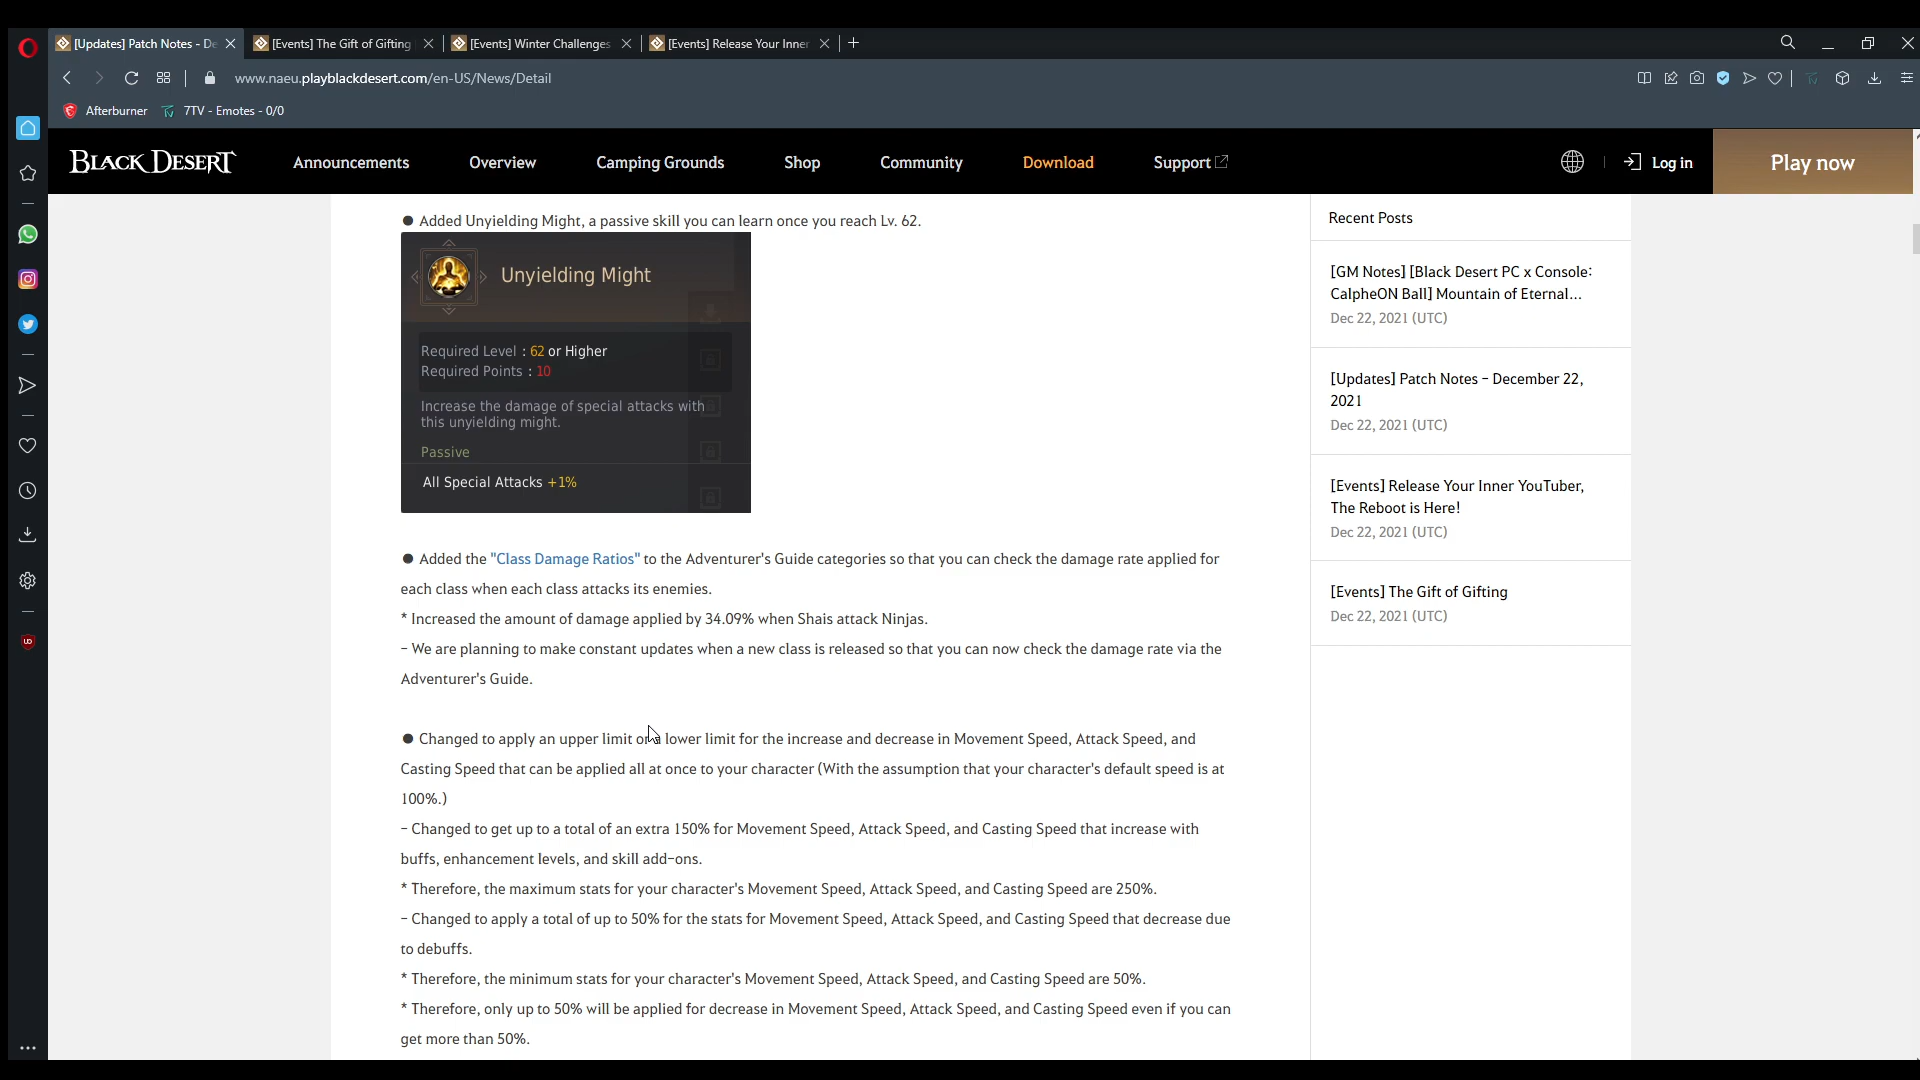 [Updates] Patch Notes - De
[Events] The Gift of Gifting
[Events] Winter Challenges
[Events] Release Your Inner
www.naeu.playblackdesert.com/en-US/News/Detail
Afterburner
7TV - Emotes - 0/0
BLACK DESERT
Announcements
Overview
Camping Grounds
Shop
Community
Download
Support
Log in
Play now
● Added Unyielding Might, a passive skill you can learn once you reach Lv. 62.
Unyielding Might
Required Level : 62 or Higher
Required Points : 10
Increase the damage of special attacks with
this unyielding might.
Passive
All Special Attacks +1%
● Added the "Class Damage Ratios" to the Adventurer's Guide categories so that you can check the damage rate applied for
each class when each class attacks its enemies.
* Increased the amount of damage applied by 34.09% when Shais attack Ninjas.
- We are planning to make constant updates when a new class is released so that you can now check the damage rate via the
Adventurer's Guide.
● Changed to apply an upper limit or a lower limit for the increase and decrease in Movement Speed, Attack Speed, and
Casting Speed that can be applied all at once to your character (With the assumption that your character's default speed is at
100%.)
- Changed to get up to a total of an extra 150% for Movement Speed, Attack Speed, and Casting Speed that increase with
buffs, enhancement levels, and skill add-ons.
* Therefore, the maximum stats for your character's Movement Speed, Attack Speed, and Casting Speed are 250%.
- Changed to apply a total of up to 50% for the stats for Movement Speed, Attack Speed, and Casting Speed that decrease due
to debuffs.
* Therefore, the minimum stats for your character's Movement Speed, Attack Speed, and Casting Speed are 50%.
* Therefore, only up to 50% will be applied for decrease in Movement Speed, Attack Speed, and Casting Speed even if you can
get more than 50%.
Recent Posts
[GM Notes] [Black Desert PC x Console:
CalpheON Ball] Mountain of Eternal...
Dec 22, 2021 (UTC)
[Updates] Patch Notes - December 22,
2021
Dec 22, 2021 (UTC)
[Events] Release Your Inner YouTuber,
The Reboot is Here!
Dec 22, 2021 (UTC)
[Events] The Gift of Gifting
Dec 22, 2021 (UTC)